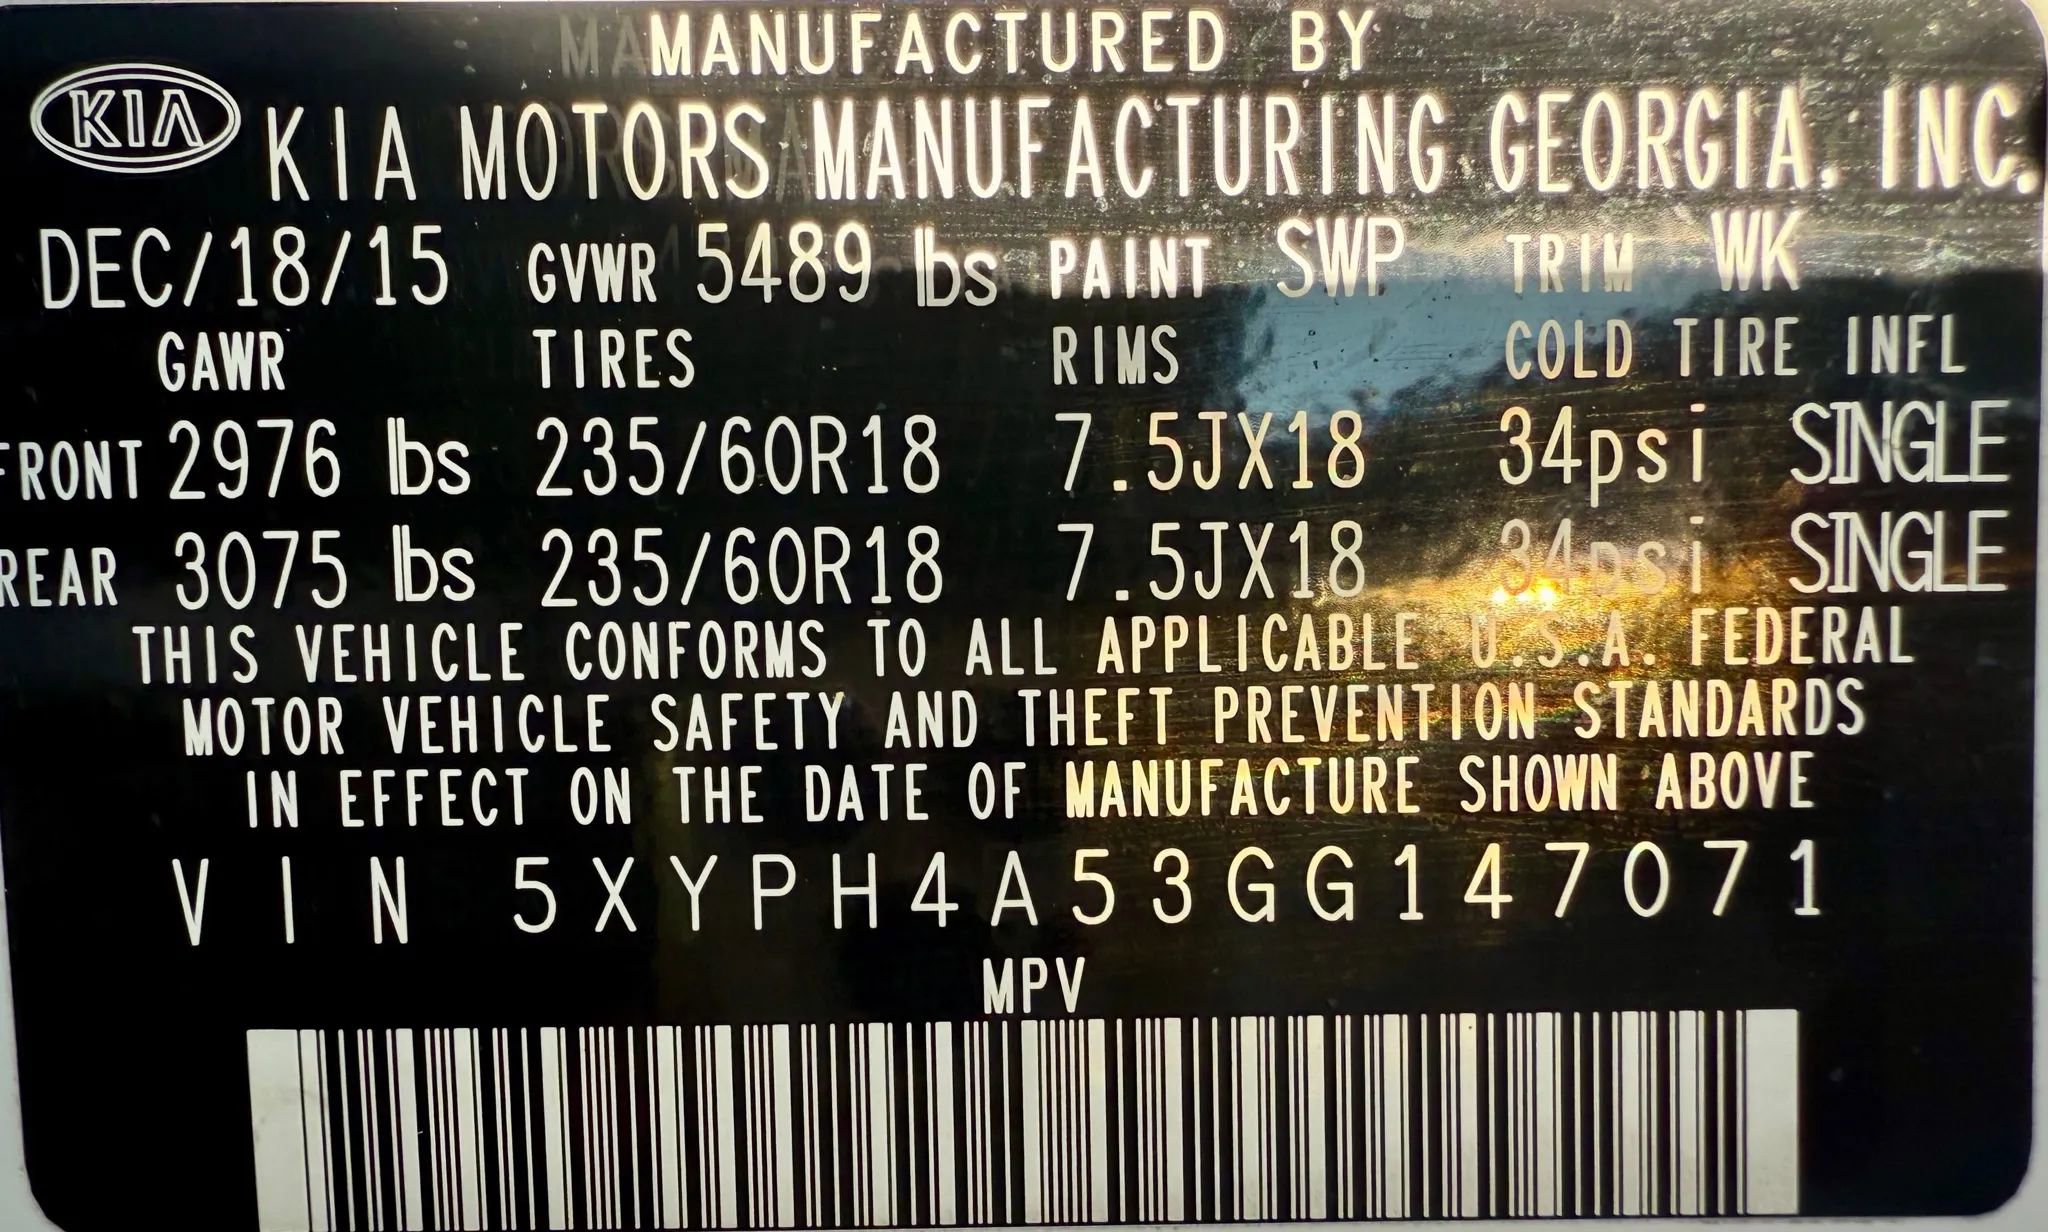 MANUFACTURED BY
KIA KIA MOTORS MANUFACTURING GEORGIA, INC.
DEC/18/15 GVWR 5489 lbs PAINT SWP TRIM WK
GAWR TIRES RIMS COLD TIRE INFL
FRONT 2976 lbs 235/60R18 7.5JX18 34psi SINGLE
REAR 3075 lbs 235/60R18 7.5JX18 34psi SINGLE
THIS VEHICLE CONFORMS TO ALL APPLICABLE U.S.A. FEDERAL
MOTOR VEHICLE SAFETY AND THEFT PREVENTION STANDARDS
IN EFFECT ON THE DATE OF MANUFACTURE SHOWN ABOVE
VIN 5XYPH4A53GG147071
MPV